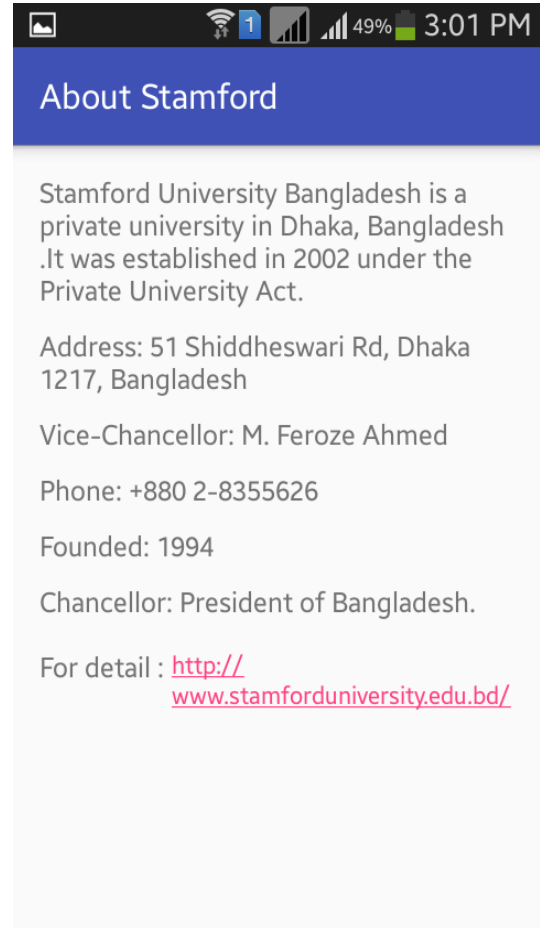 1 49% 3:01 PM
About Stamford
Stamford University Bangladesh is a
private university in Dhaka, Bangladesh
.It was established in 2002 under the
Private University Act.
Address: 51 Shiddheswari Rd, Dhaka
1217, Bangladesh
Vice-Chancellor: M. Feroze Ahmed
Phone: +880 2-8355626
Founded: 1994
Chancellor: President of Bangladesh.
For detail : http://
www.stamforduniversity.edu.bd/